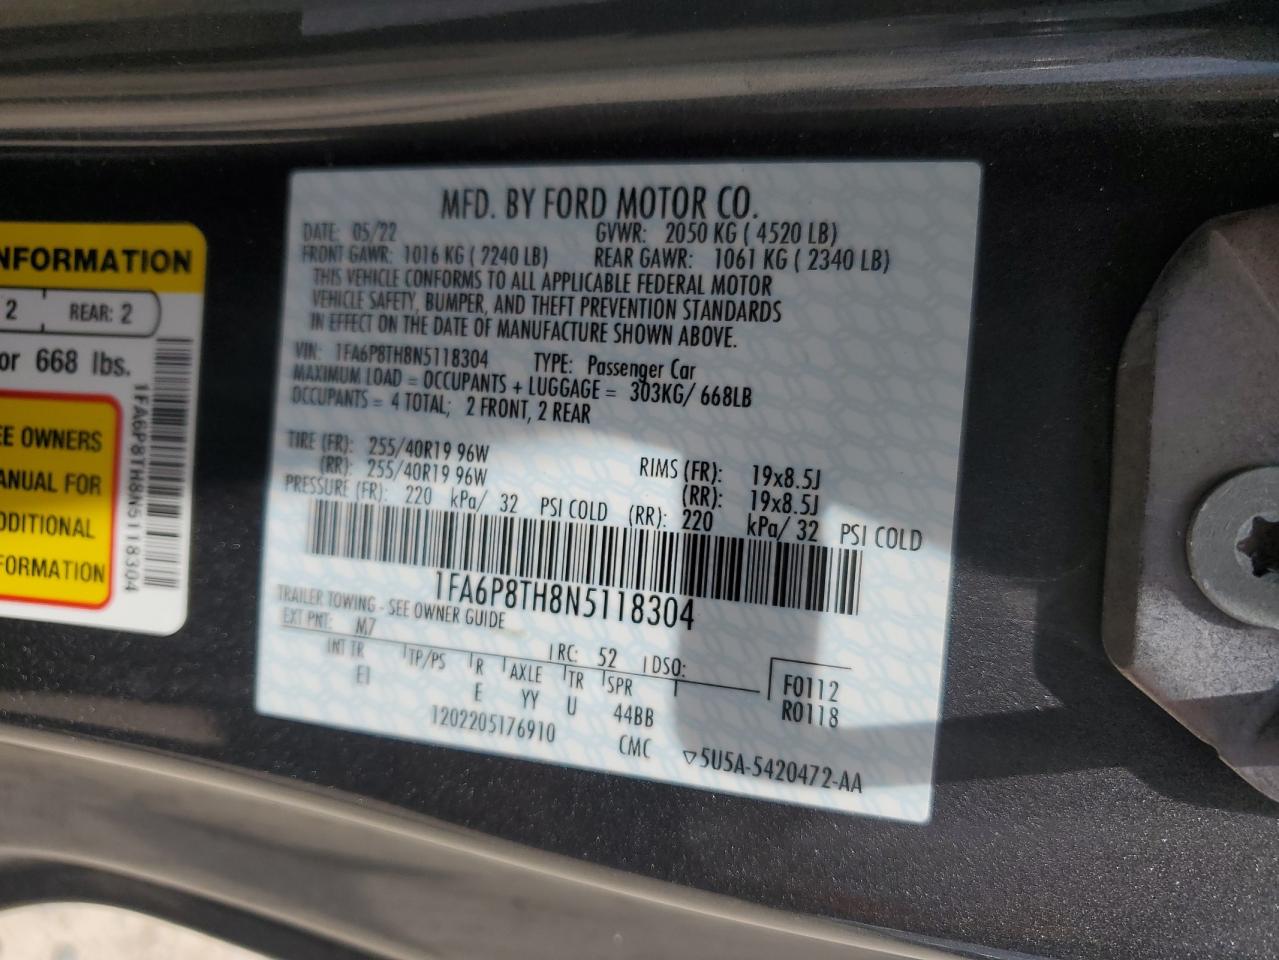 NFORMATION
2 REAR: 2
or 668 lbs.
EE OWNERS
ANUAL FOR
DDITIONAL
FORMATION
1FA6P8TH8N5118304
MFD. BY FORD MOTOR CO.
DATE: 05/22 GVWR: 2050 KG ( 4520 LB)
FRONT GAWR: 1016 KG ( 2240 LB) REAR GAWR: 1061 KG ( 2340 LB)
THIS VEHICLE CONFORMS TO ALL APPLICABLE FEDERAL MOTOR
VEHICLE SAFETY, BUMPER, AND THEFT PREVENTION STANDARDS
IN EFFECT ON THE DATE OF MANUFACTURE SHOWN ABOVE.
VIN: 1FA6P8TH8N5118304 TYPE: Passenger Car
MAXIMUM LOAD = OCCUPANTS + LUGGAGE = 303KG/ 668LB
OCCUPANTS = 4 TOTAL; 2 FRONT, 2 REAR
TIRE (FR): 255/40R19 96W RIMS (FR): 19x8.5J
(RR): 255/40R19 96W (RR): 19x8.5J
PRESSURE (FR): 220 kPa/ 32 PSI COLD (RR): 220 kPa/ 32 PSI COLD
1FA6P8TH8N5118304
TRAILER TOWING - SEE OWNER GUIDE
EXT PNT: M7 RC: 52 DSO:
INT TR TP/PS R AXLE TR SPR F0112
EI E YY U 44BB R0118
1202205176910 CMC ▽5U5A-5420472-AA